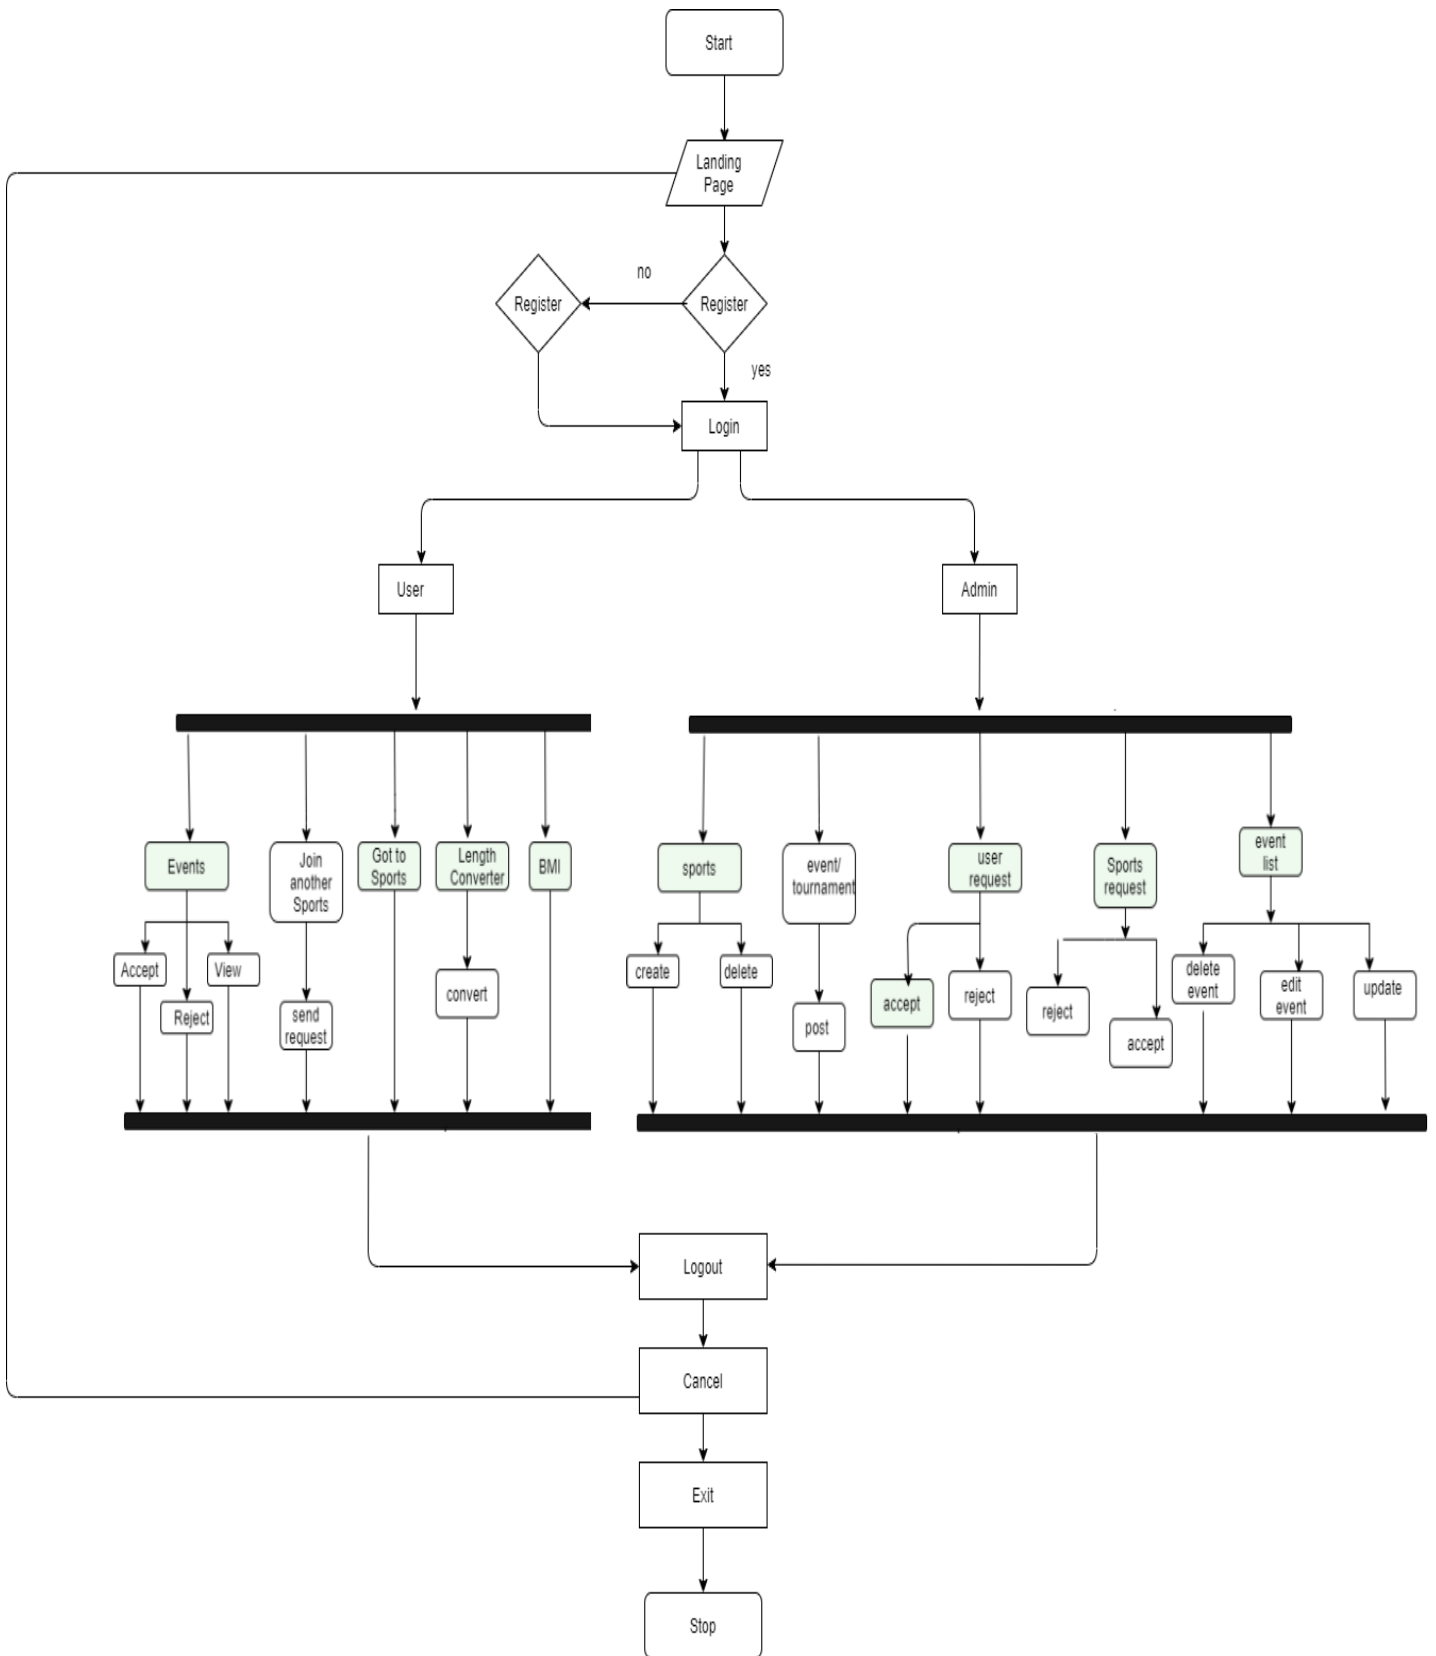 Start
Landing
Page
no
Register
Register
yes
Login
User
Admin
Events
Join
another
Sports
Got to
Sports
Length
Converter
BMI
sports
event/
tournament
user
request
Sports
request
event
list
Accept
View
Reject
send
request
convert
create
delete
post
accept
reject
reject
accept
delete
event
edit
event
update
Logout
Cancel
Exit
Stop